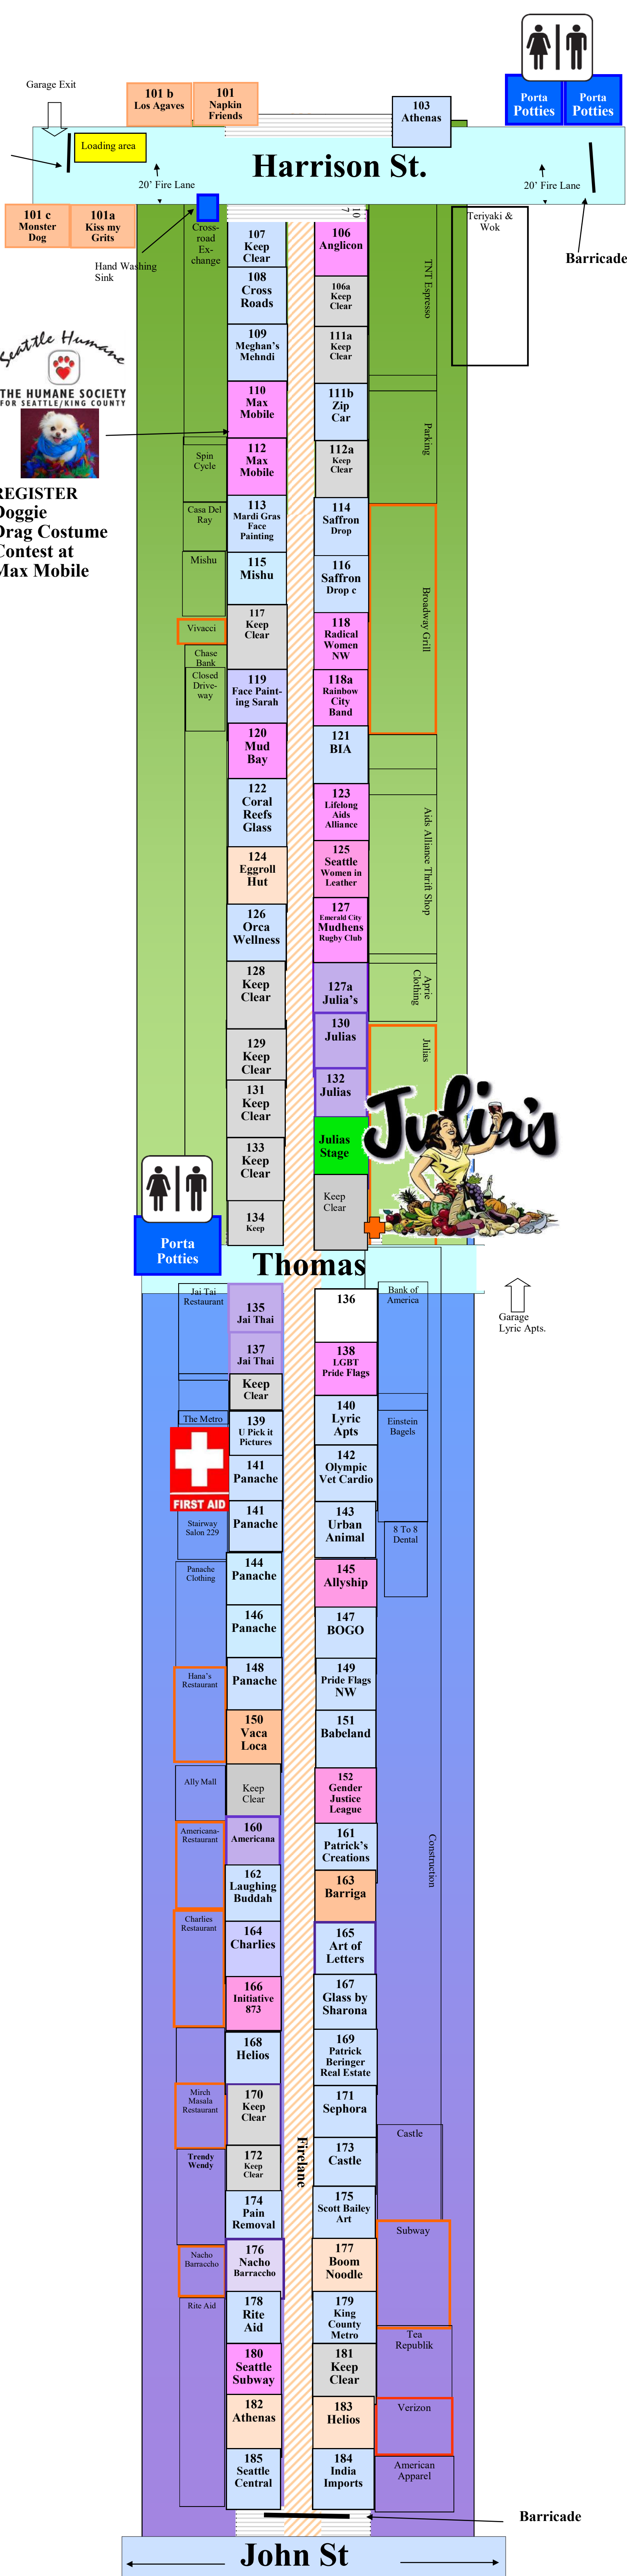 Garage Exit
101 b
Los Agaves
101
Napkin
Friends
103
Athenas
Porta
Potties
Porta
Potties
Loading area
Harrison St.
20’ Fire Lane
20’ Fire Lane
101 c
Monster
Dog
101a
Kiss my
Grits
Hand Washing
Sink
Cross-
road
Ex-
change
10
7
Teriyaki &
Wok
Barricade
107
Keep
Clear
106
Anglicon
TNT Espresso
108
Cross
Roads
106a
Keep
Clear
109
Meghan’s
Mehndi
111a
Keep
Clear
Seattle Humane
THE HUMANE SOCIETY
FOR SEATTLE/KING COUNTY
110
Max
Mobile
111b
Zip
Car
Parking
112
Max
Mobile
112a
Keep
Clear
Spin
Cycle
REGISTER
Doggie
Drag Costume
Contest at
Max Mobile
Casa Del
Ray
113
Mardi Gras
Face
Painting
114
Saffron
Drop
Mishu
115
Mishu
116
Saffron
Drop c
Broadway Grill
Vivacci
117
Keep
Clear
118
Radical
Women
NW
Chase
Bank
Closed
Drive-
way
119
Face Paint-
ing Sarah
118a
Rainbow
City
Band
120
Mud
Bay
121
BIA
122
Coral
Reefs
Glass
123
Lifelong
Aids
Alliance
Aids Alliance Thrift Shop
124
Eggroll
Hut
125
Seattle
Women in
Leather
126
Orca
Wellness
127
Emerald City
Mudhens
Rugby Club
128
Keep
Clear
127a
Julia’s
Aprie
Clothing
129
Keep
Clear
130
Julias
Julias
131
Keep
Clear
132
Julias
Julia's
133
Keep
Clear
Julias
Stage
134
Keep
Keep
Clear
Porta
Potties
Thomas
Jai Tai
Restaurant
135
Jai Thai
136
Bank of
America
Garage
Lyric Apts.
137
Jai Thai
138
LGBT
Pride Flags
Keep
Clear
The Metro
139
U Pick it
Pictures
140
Lyric
Apts
Einstein
Bagels
FIRST AID
141
Panache
142
Olympic
Vet Cardio
Stairway
Salon 229
141
Panache
143
Urban
Animal
8 To 8
Dental
Panache
Clothing
144
Panache
145
Allyship
146
Panache
147
BOGO
Hana’s
Restaurant
148
Panache
149
Pride Flags
NW
150
Vaca
Loca
151
Babeland
Ally Mall
Keep
Clear
152
Gender
Justice
League
Americana-
Restaurant
160
Americana
161
Patrick’s
Creations
Construction
162
Laughing
Buddah
163
Barriga
Charlies
Restaurant
164
Charlies
165
Art of
Letters
166
Initiative
873
167
Glass by
Sharona
168
Helios
169
Patrick
Beringer
Real Estate
Mirch
Masala
Restaurant
170
Keep
Clear
171
Sephora
Firelane
Trendy
Wendy
172
Keep
Clear
173
Castle
Castle
174
Pain
Removal
175
Scott Bailey
Art
Nacho
Barraccho
176
Nacho
Barraccho
177
Boom
Noodle
Subway
Rite Aid
178
Rite
Aid
179
King
County
Metro
Tea
Republik
180
Seattle
Subway
181
Keep
Clear
182
Athenas
183
Helios
Verizon
185
Seattle
Central
184
India
Imports
American
Apparel
Barricade
John St